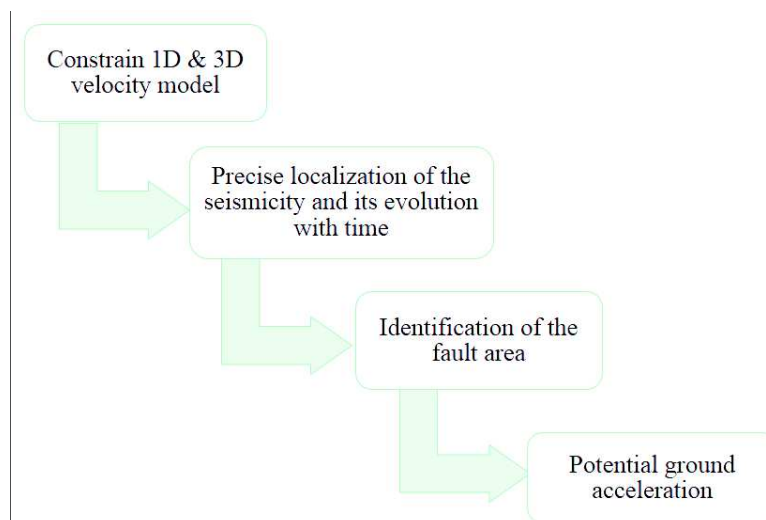 Constrain 1D & 3D
velocity model
Precise localization of the
seismicity and its evolution
with time
Identification of the
fault area
Potential ground
acceleration